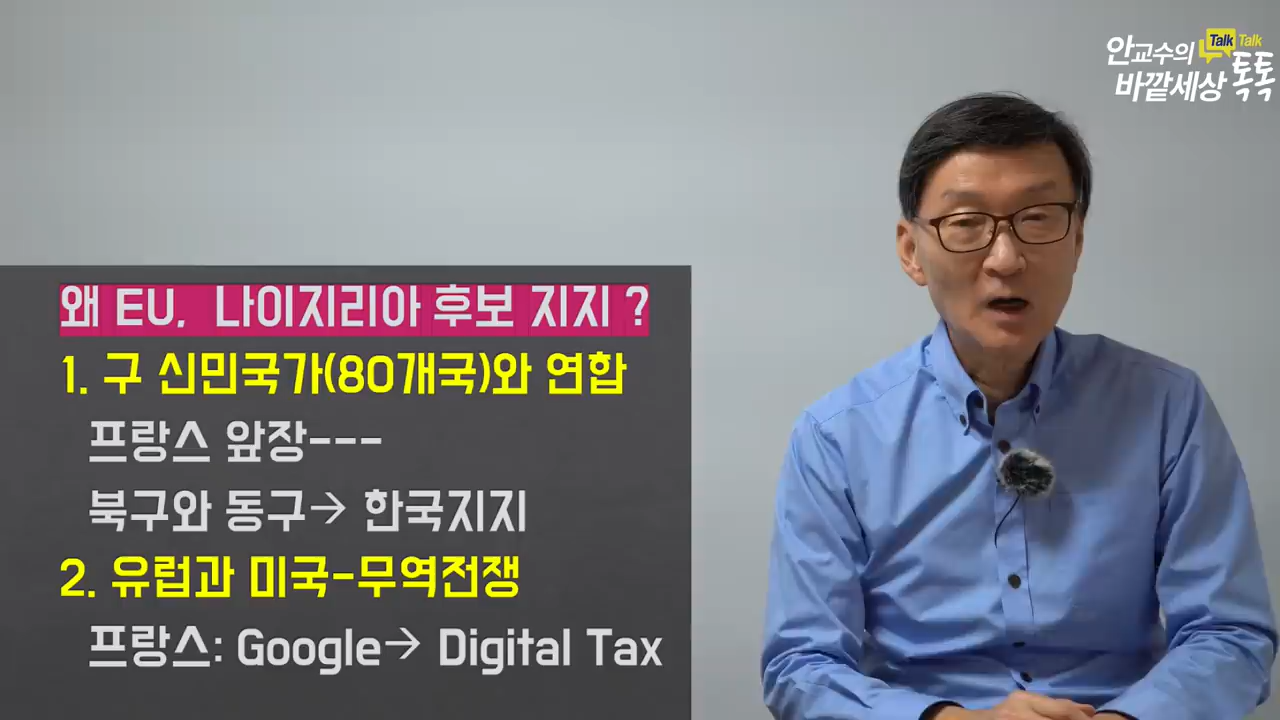 안교수의 Talk Talk
바깥세상 톡톡
왜 EU, 나이지리아 후보 지지 ?
1. 구 신민국가(80개국)와 연합
프랑스 앞장---
북구와 동구→ 한국지지
2. 유럽과 미국-무역전쟁
프랑스: Google→ Digital Tax